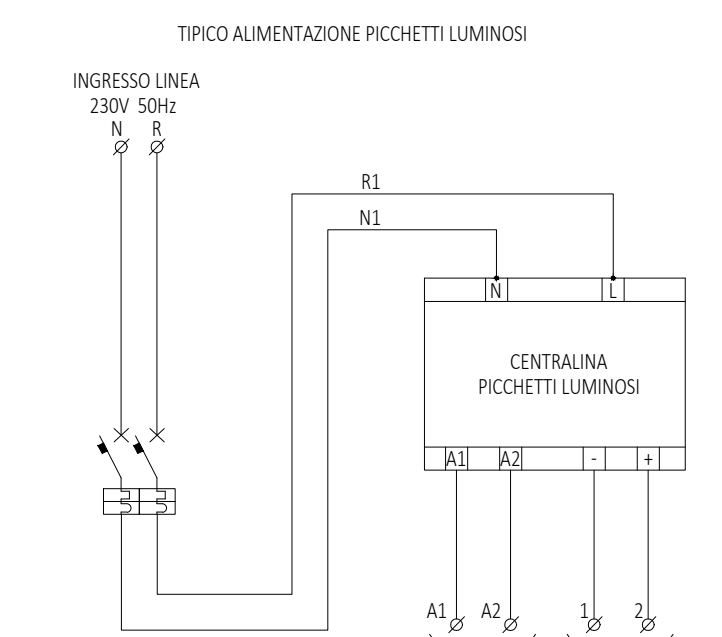 TIPICO ALIMENTAZIONE PICCHETTI LUMINOSI
INGRESSO LINEA
230V 50Hz
N R
R1
N1
N L
CENTRALINA
PICCHETTI LUMINOSI
A1 A2 - +
A1 A2 1 2